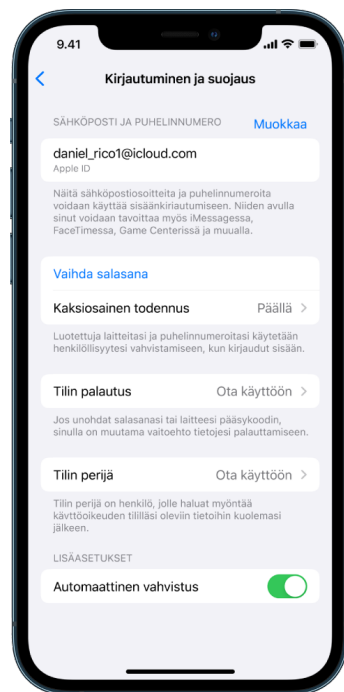 9.41
Kirjautuminen ja suojaus
SÄHKÖPOSTI JA PUHELINNUMERO Muokkaa
daniel_rico1@icloud.com
Apple ID
Näitä sähköpostiosoitteita ja puhelinnumeroita
voidaan käyttää sisäänkirjautumiseen. Niiden avulla
sinut voidaan tavoittaa myös iMessagessa,
FaceTimessa, Game Centerissä ja muualla.
Vaihda salasana
Kaksiosainen todennus Päällä
Luotettuja laitteitasi ja puhelinnumeroitasi käytetään
henkilöllisyytesi vahvistamiseen, kun kirjaudut sisään.
Tilin palautus Ota käyttöön
Jos unohdat salasanasi tai laitteesi pääsykoodin,
sinulla on muutama vaitoehto tietojesi palauttamiseen.
Tilin perijä Ota käyttöön
Tilin perijä on henkilö, jolle haluat myöntää
käyttöoikeuden tililläsi oleviin tietoihin kuolemasi
jälkeen.
LISÄASETUKSET
Automaattinen vahvistus